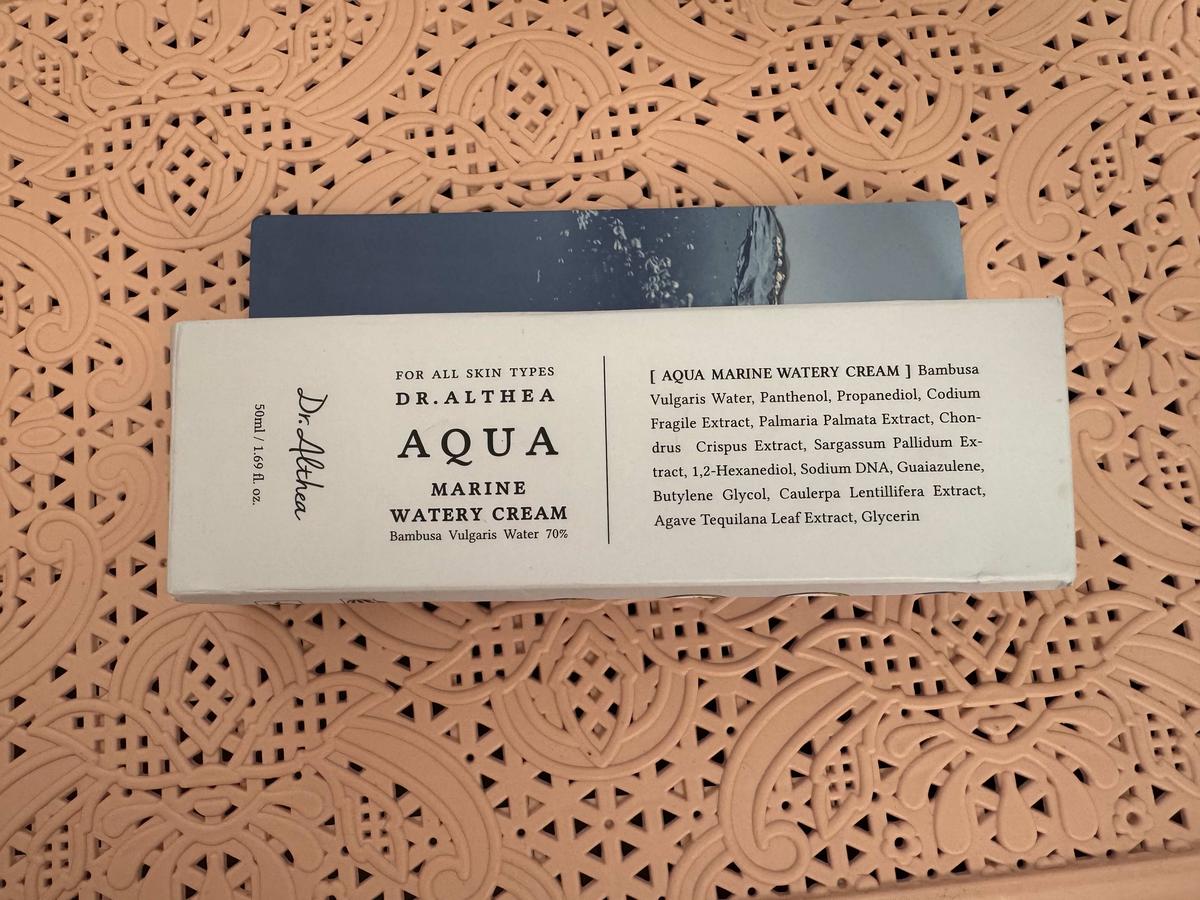 Dr. Althea
50ml / 1.69 fl. oz.
FOR ALL SKIN TYPES
DR.ALTHEA
AQUA
MARINE
WATERY CREAM
Bambusa Vulgaris Water 70%
[ AQUA MARINE WATERY CREAM ] Bambusa
Vulgaris Water, Panthenol, Propanediol, Codium
Fragile Extract, Palmaria Palmata Extract, Chon-
drus Crispus Extract, Sargassum Pallidum Ex-
tract, 1,2-Hexanediol, Sodium DNA, Guaiazulene,
Butylene Glycol, Caulerpa Lentillifera Extract,
Agave Tequilana Leaf Extract, Glycerin